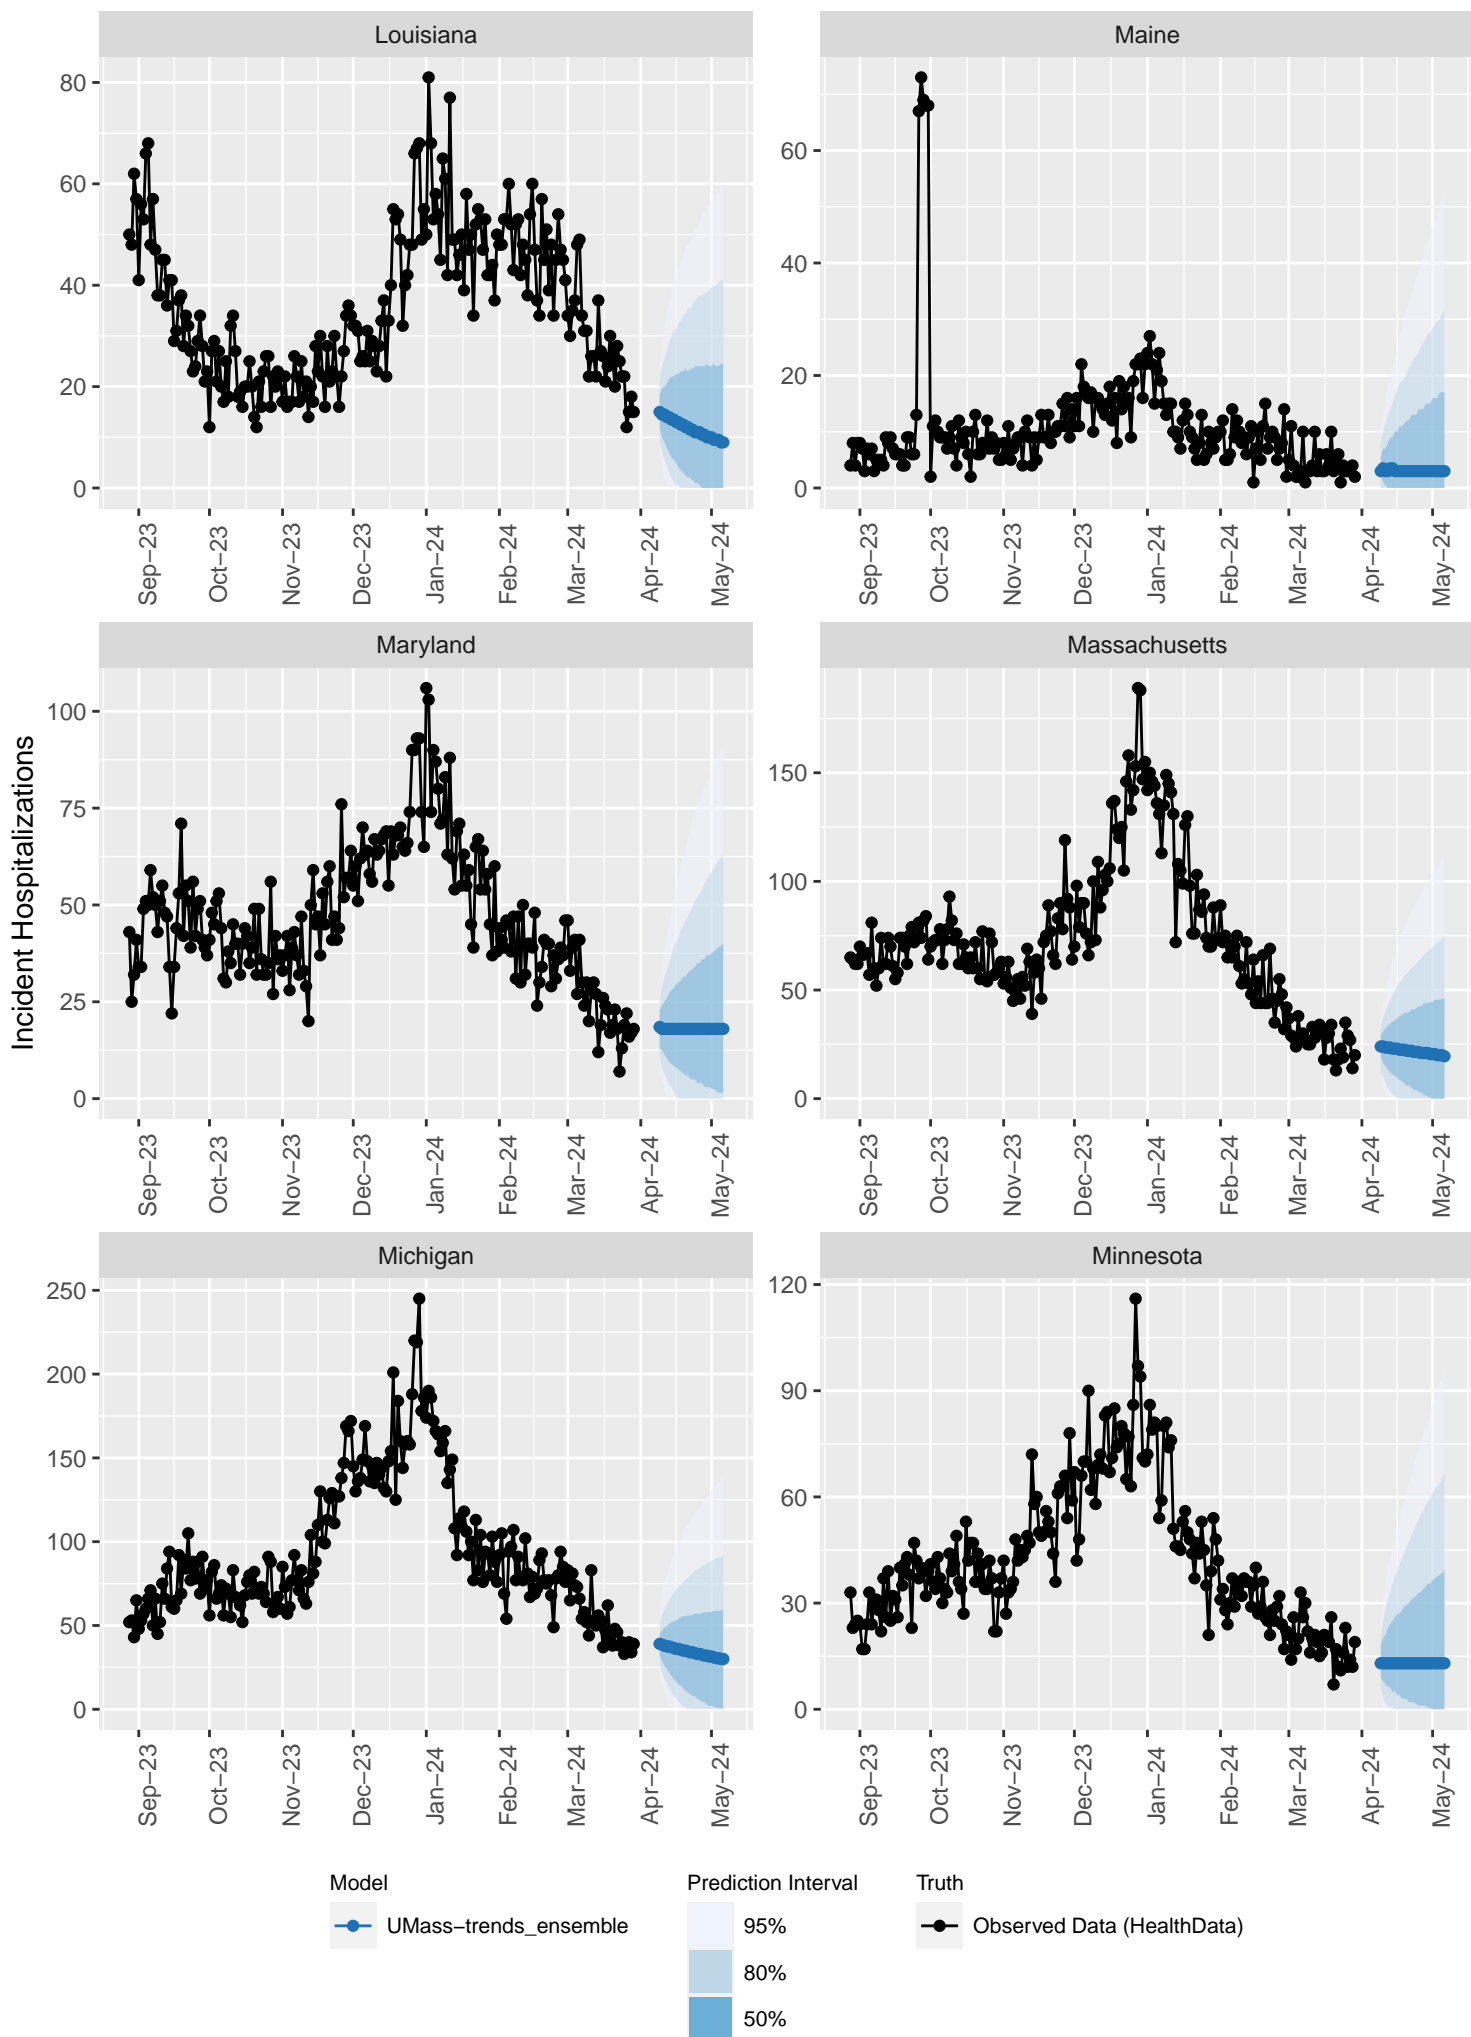 Louisiana
Maine
80
60
40
20
0
60
40
20
0
Sep−23
Oct−23
Nov−23
Dec−23
Jan−24
Feb−24
Mar−24
Apr−24
May−24
Sep−23
Oct−23
Nov−23
Dec−23
Jan−24
Feb−24
Mar−24
Apr−24
May−24
Incident Hospitalizations
Maryland
Massachusetts
100
75
50
25
0
150
100
50
0
Sep−23
Oct−23
Nov−23
Dec−23
Jan−24
Feb−24
Mar−24
Apr−24
May−24
Sep−23
Oct−23
Nov−23
Dec−23
Jan−24
Feb−24
Mar−24
Apr−24
May−24
Michigan
Minnesota
250
200
150
100
50
0
120
90
60
30
0
Sep−23
Oct−23
Nov−23
Dec−23
Jan−24
Feb−24
Mar−24
Apr−24
May−24
Sep−23
Oct−23
Nov−23
Dec−23
Jan−24
Feb−24
Mar−24
Apr−24
May−24
Model
UMass−trends_ensemble
Prediction Interval
95%
80%
50%
Truth
Observed Data (HealthData)